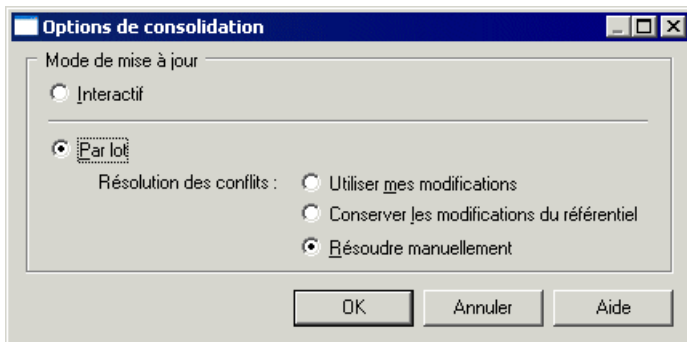 Options de consolidation
Mode de mise à jour
Interactif
Par lot
Résolution des conflits :
Utiliser mes modifications
Conserver les modifications du référentiel
Résoudre manuellement
OK
Annuler
Aide